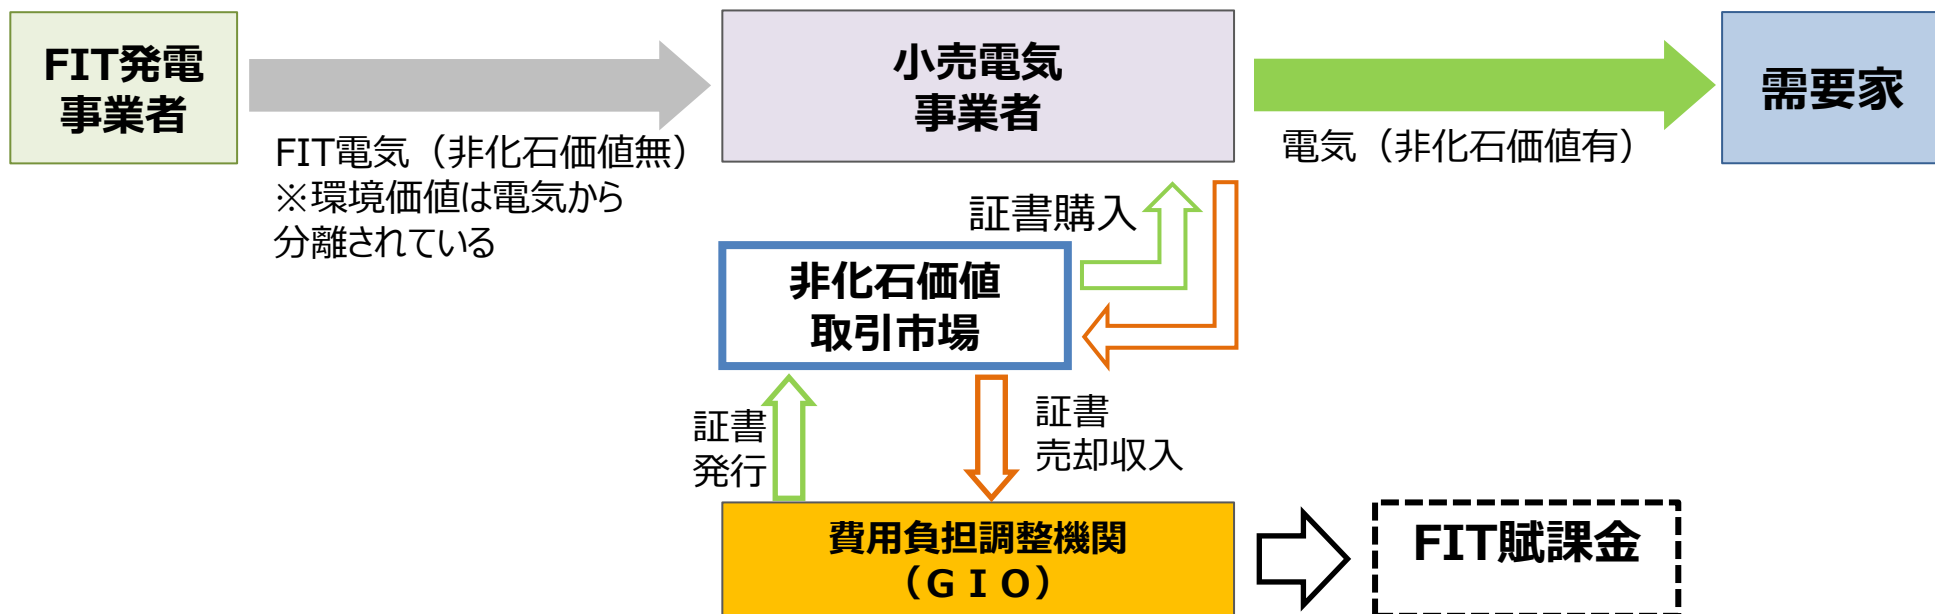 FIT発電
事業者
小売電気
事業者
需要家
FIT電気（非化石価値無）
※環境価値は電気から
分離されている
電気（非化石価値有）
証書購入
非化石価値
取引市場
証書
発行
証書
売却収入
費用負担調整機関
（ＧＩＯ）
FIT賦課金